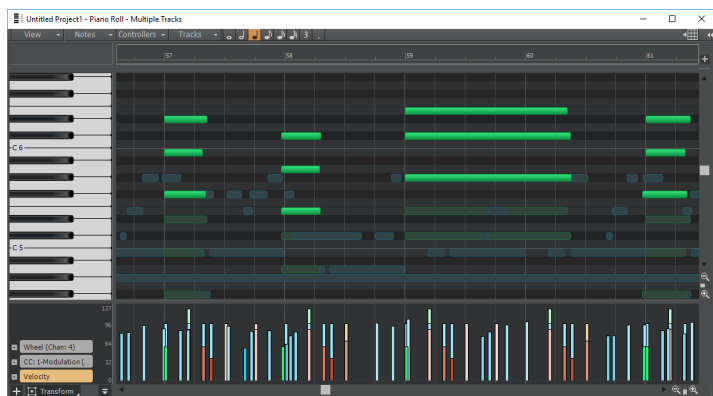 Untitled Project1 - Piano Roll - Multiple Tracks
View Notes Controllers Tracks 3 .
57 58 59 60 61
C 6
C 5
127
96
64
32
0
Wheel (Chan: 4)
CC: 1-Modulation (...
Velocity
Transform